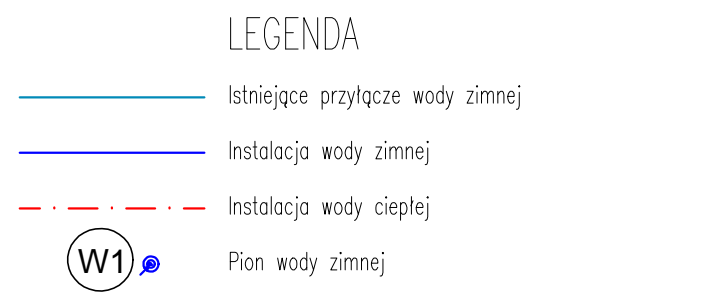 LEGENDA
Istniejące przyłącze wody zimnej
Instalacja wody zimnej
Instalacja wody ciepłej
W1 Pion wody zimnej